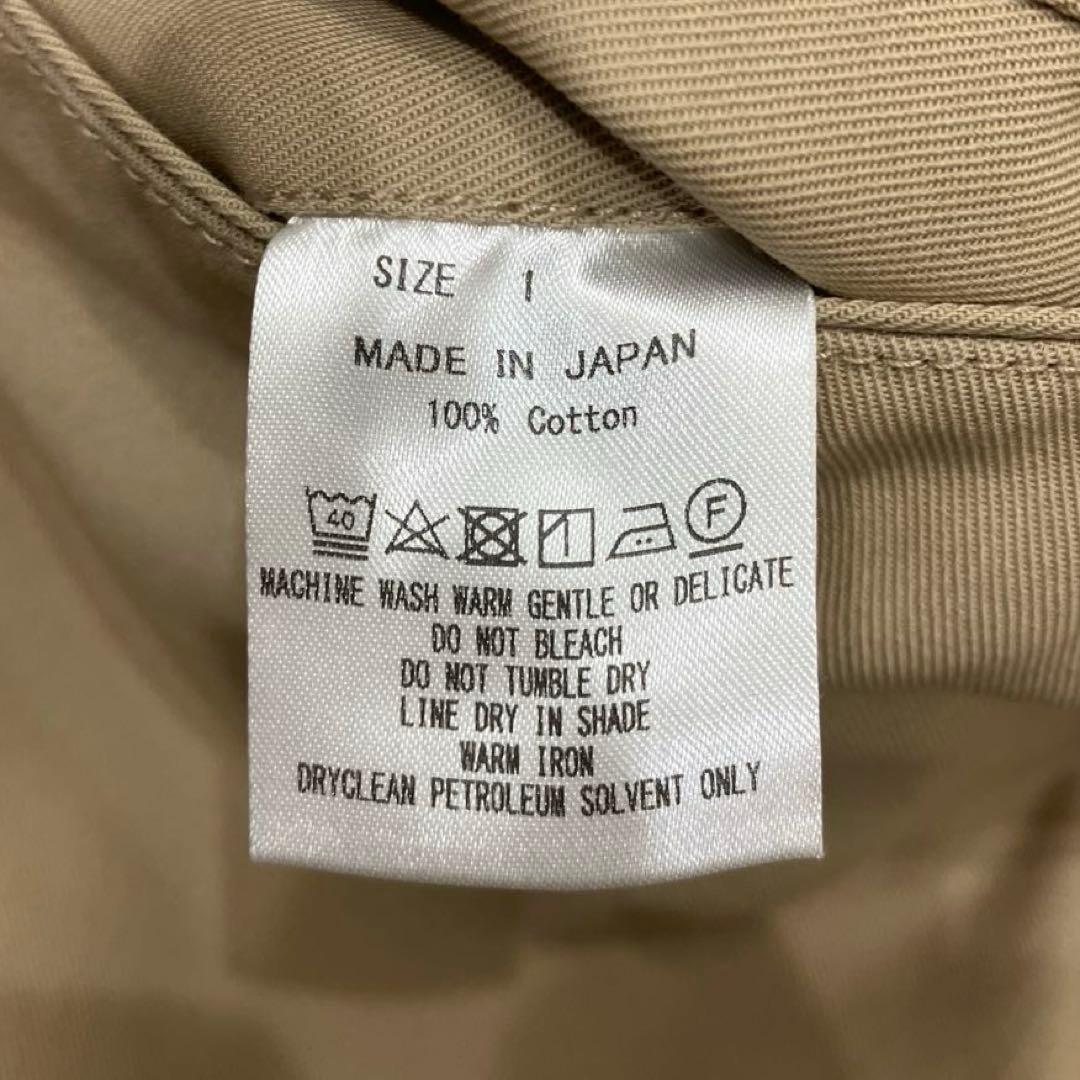 SIZE 1
MADE IN JAPAN
100% Cotton
40 F
MACHINE WASH WARM GENTLE OR DELICATE
DO NOT BLEACH
DO NOT TUMBLE DRY
LINE DRY IN SHADE
WARM IRON
DRYCLEAN PETROLEUM SOLVENT ONLY